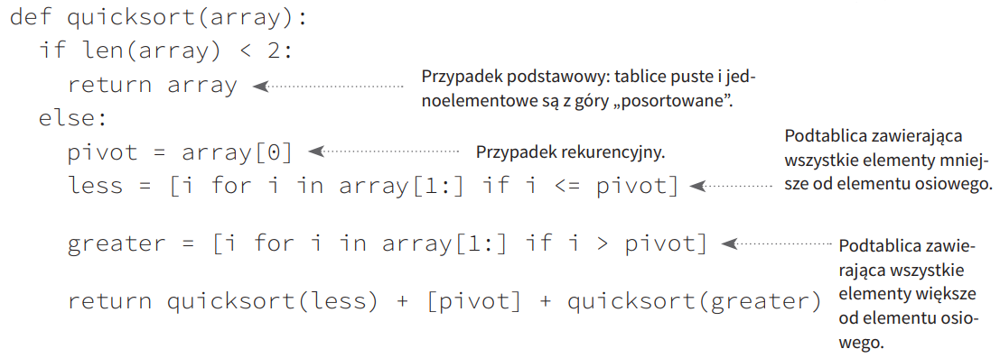 def quicksort(array):
if len(array) < 2:
return array
Przypadek podstawowy: tablice puste i jed-
noelementowe są z góry „posortowane”.
else:
pivot = array[0]
Przypadek rekurencyjny.
less = [i for i in array[1:] if i <= pivot]
Podtablica zawierająca
wszystkie elementy mniej-
sze od elementu osiowego.
greater = [i for i in array[1:] if i > pivot]
Podtablica zawie-
rająca wszystkie
elementy większe
od elementu osio-
wego.
return quicksort(less) + [pivot] + quicksort(greater)